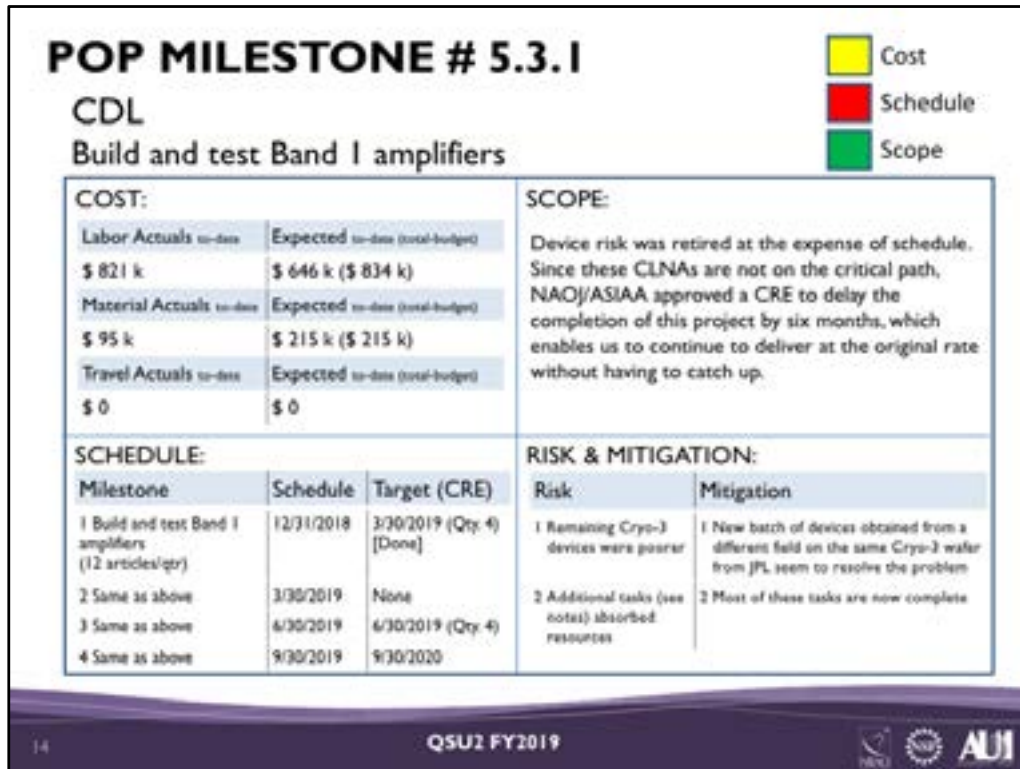 POP MILESTONE # 5.3.1
Cost
CDL
Schedule
Build and test Band 1 amplifiers
Scope
COST:
Labor Actuals to-date Expected to-date (total-budget)
$ 821 k $ 646 k ($ 834 k)
Material Actuals to-date Expected to-date (total-budget)
$ 95 k $ 215 k ($ 215 k)
Travel Actuals to-date Expected to-date (total-budget)
$ 0 $ 0
SCOPE:
Device risk was retired at the expense of schedule.
Since these CLNAs are not on the critical path,
NAOJ/ASIAA approved a CRE to delay the
completion of this project by six months, which
enables us to continue to deliver at the original rate
without having to catch up.
SCHEDULE:
Milestone Schedule Target (CRE)
1 Build and test Band 1 12/31/2018 3/30/2019 (Qty. 4)
amplifiers [Done]
(12 articles/qtr)
2 Same as above 3/30/2019 None
3 Same as above 6/30/2019 6/30/2019 (Qty. 4)
4 Same as above 9/30/2019 9/30/2020
RISK & MITIGATION:
Risk Mitigation
1 Remaining Cryo-3 1 New batch of devices obtained from a
devices were poorer different field on the same Cryo-3 wafer
from JPL seem to resolve the problem
2 Additional tasks (see 2 Most of these tasks are now complete
notes) absorbed
resources
14
QSU2 FY2019
NRAO
NSF
AUI